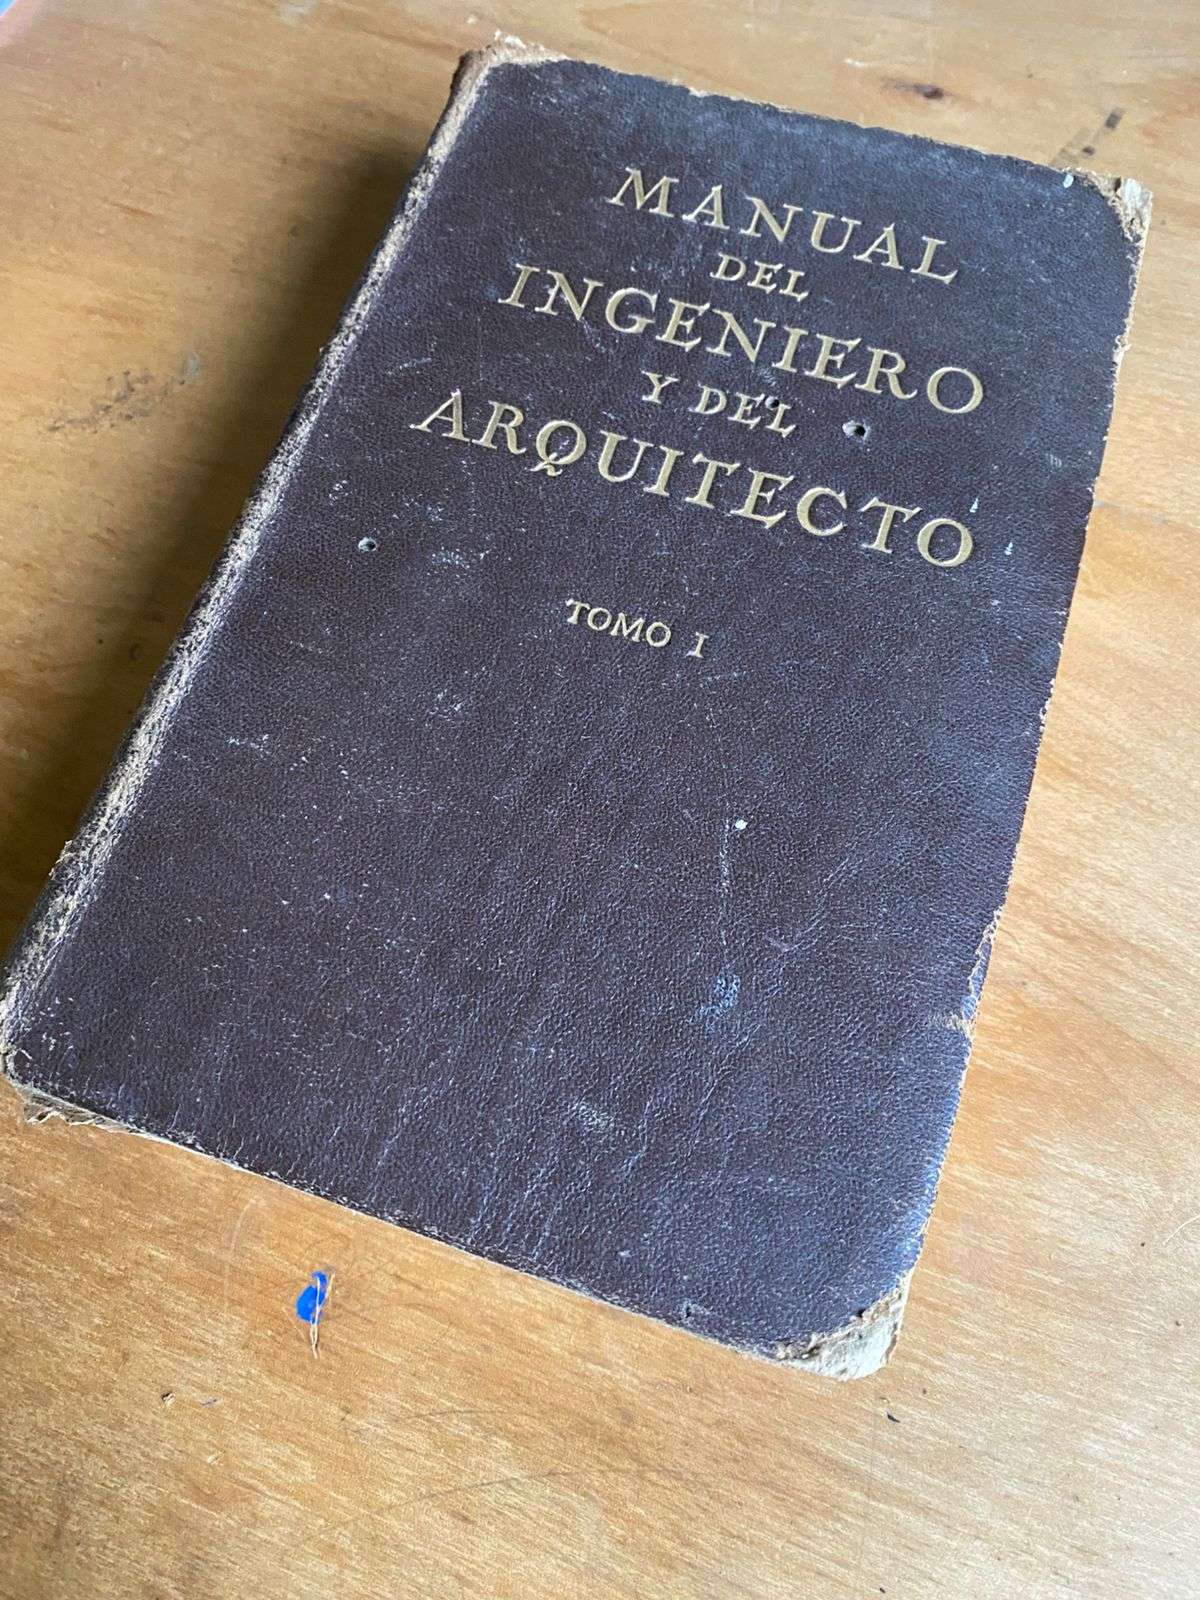 MANUAL
DEL
INGENIERO
Y DEL
ARQUITECTO
TOMO I